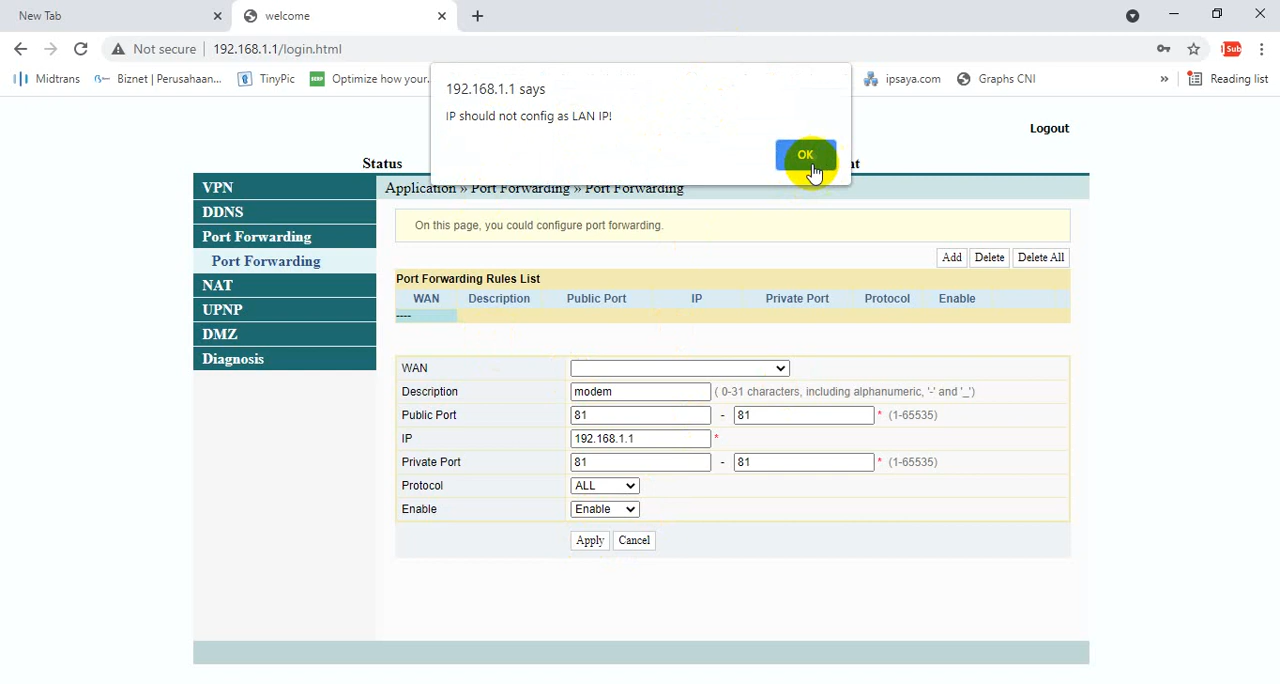 New Tab
welcome
Not secure
192.168.1.1/login.html
Sub
Midtrans
Biznet | Perusahaan...
TinyPic
Optimize how your...
ipsaya.com
Graphs CNI
»
Reading list
192.168.1.1 says
IP should not config as LAN IP!
OK
Logout
Status
nt
Application » Port Forwarding » Port Forwarding
VPN
DDNS
Port Forwarding
Port Forwarding
NAT
UPNP
DMZ
Diagnosis
On this page, you could configure port forwarding.
Add Delete Delete All
Port Forwarding Rules List
WAN Description Public Port IP Private Port Protocol Enable
----
WAN
Description modem ( 0-31 characters, including alphanumeric, '-' and '_')
Public Port 81 - 81 * (1-65535)
IP 192.168.1.1 *
Private Port 81 - 81 * (1-65535)
Protocol ALL
Enable Enable
Apply Cancel